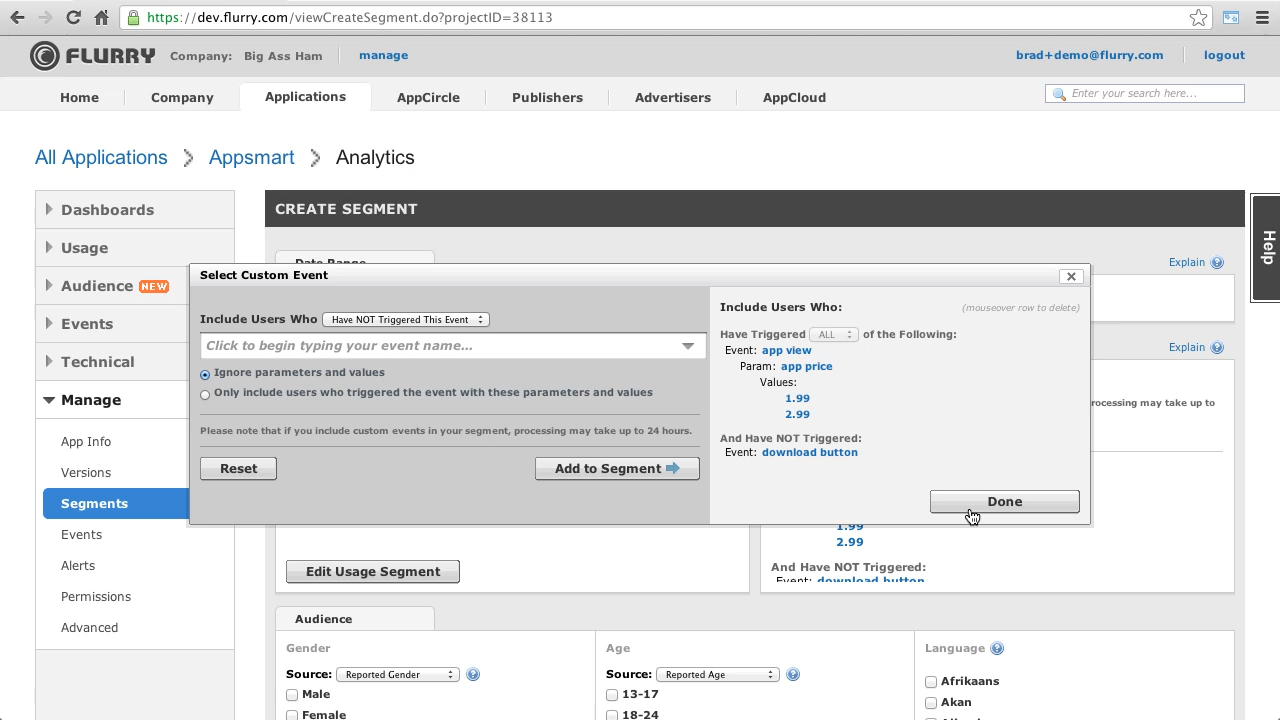 https://dev.flurry.com/viewCreateSegment.do?projectID=38113
FLURRY Company: Big Ass Ham manage brad+demo@flurry.com logout
Home Company Applications AppCircle Publishers Advertisers AppCloud Enter your search here...
All Applications Appsmart Analytics
Dashboards
Usage
Audience NEW
Events
Technical
Manage
App Info
Versions
Segments
Events
Alerts
Permissions
Advanced
CREATE SEGMENT
Date Range
Explain ?
Explain ?
Select Custom Event
Include Users Who Have NOT Triggered This Event
Click to begin typing your event name...
Ignore parameters and values
Only include users who triggered the event with these parameters and values
Please note that if you include custom events in your segment, processing may take up to 24 hours.
Reset Add to Segment
Include Users Who: (mouseover row to delete)
Have Triggered ALL of the Following:
Event: app view
Param: app price
Values:
1.99
2.99
And Have NOT Triggered:
Event: download button
Done
rocessing may take up to
1.99
2.99
And Have NOT Triggered:
Event: download button
Edit Usage Segment
Audience
Gender
Source: Reported Gender ?
Male
Female
Age
Source: Reported Age ?
13-17
18-24
Language ?
Afrikaans
Akan
Help